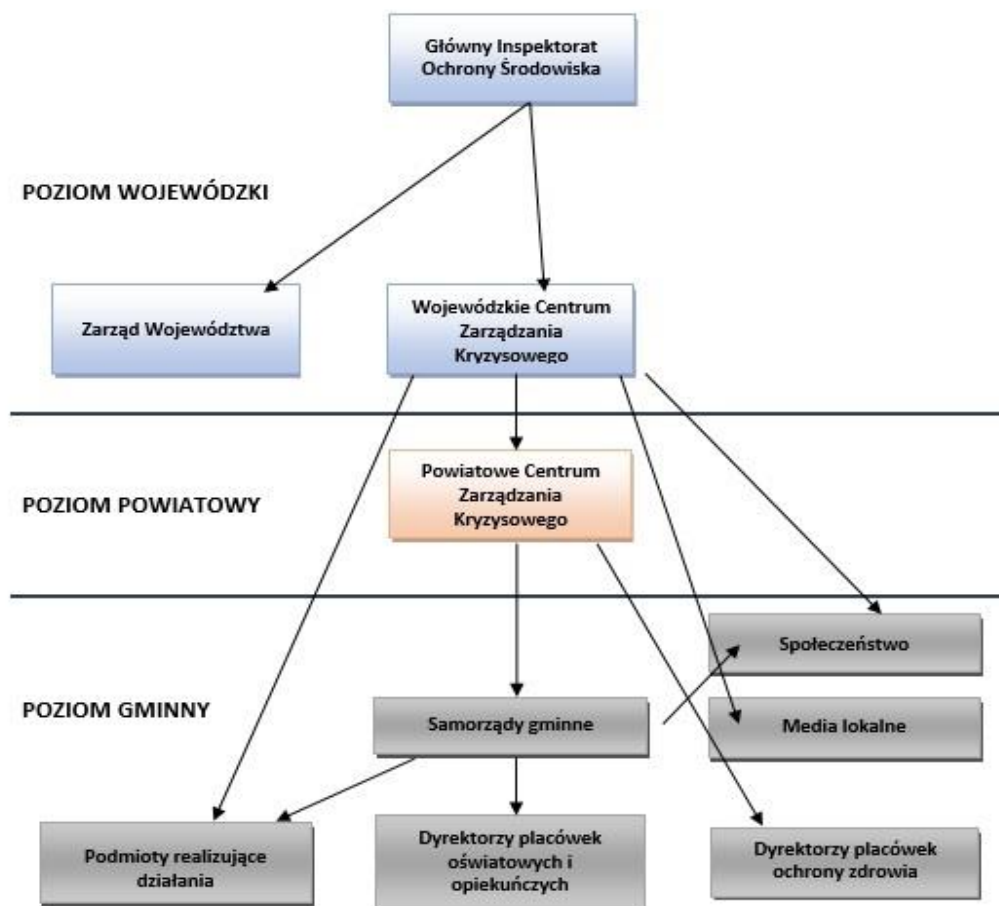 Główny Inspektorat
Ochrony Środowiska
POZIOM WOJEWÓDZKI
Zarząd Województwa
Wojewódzkie Centrum
Zarządzania
Kryzysowego
POZIOM POWIATOWY
Powiatowe Centrum
Zarządzania
Kryzysowego
Społeczeństwo
POZIOM GMINNY
Samorządy gminne
Media lokalne
Podmioty realizujące
działania
Dyrektorzy placówek
oświatowych i
opiekuńczych
Dyrektorzy placówek
ochrony zdrowia